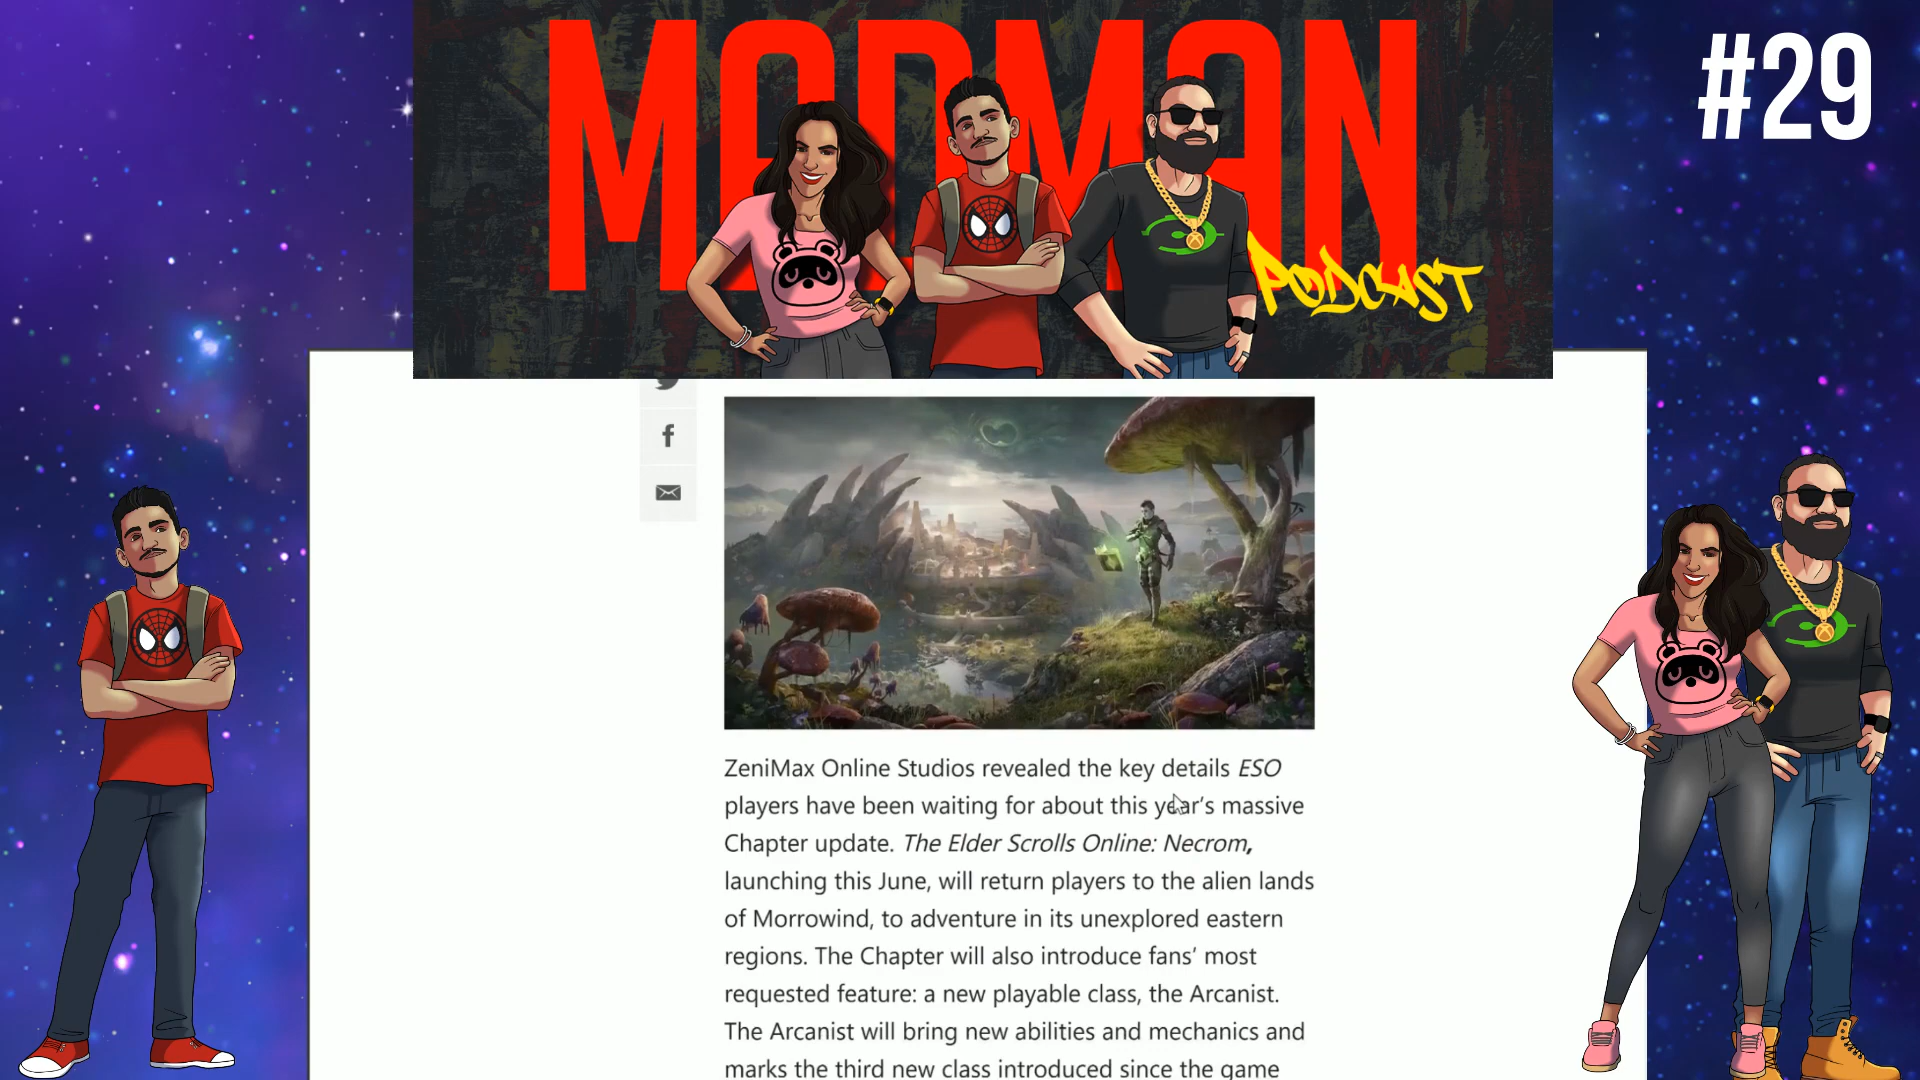 MADMAN
PODCAST
#29
ZeniMax Online Studios revealed the key details ESO
players have been waiting for about this year's massive
Chapter update. The Elder Scrolls Online: Necrom,
launching this June, will return players to the alien lands
of Morrowind, to adventure in its unexplored eastern
regions. The Chapter will also introduce fans' most
requested feature: a new playable class, the Arcanist.
The Arcanist will bring new abilities and mechanics and
marks the third new class introduced since the game